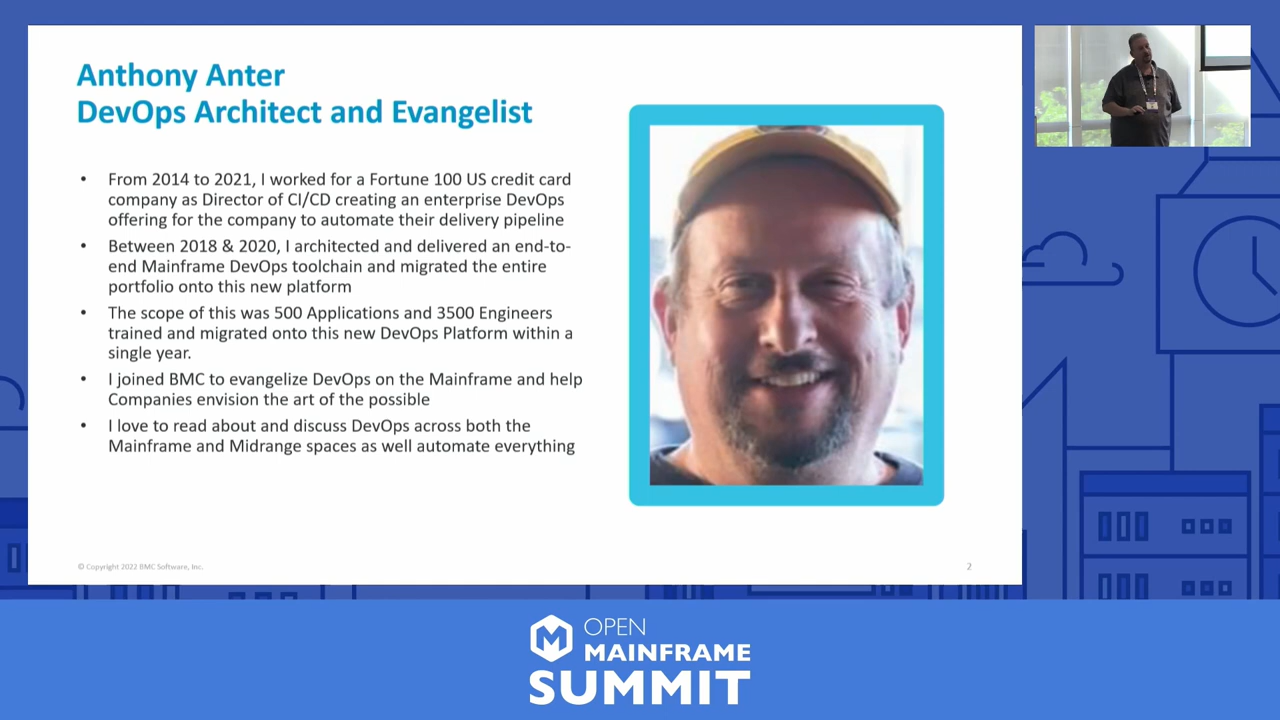 Anthony Anter
DevOps Architect and Evangelist
• From 2014 to 2021, I worked for a Fortune 100 US credit card
company as Director of CI/CD creating an enterprise DevOps
offering for the company to automate their delivery pipeline
• Between 2018 & 2020, I architected and delivered an end-to-
end Mainframe DevOps toolchain and migrated the entire
portfolio onto this new platform
• The scope of this was 500 Applications and 3500 Engineers
trained and migrated onto this new DevOps Platform within a
single year.
• I joined BMC to evangelize DevOps on the Mainframe and help
Companies envision the art of the possible
• I love to read about and discuss DevOps across both the
Mainframe and Midrange spaces as well automate everything
© Copyright 2022 BMC Software, Inc.
2
OPEN
MAINFRAME
SUMMIT